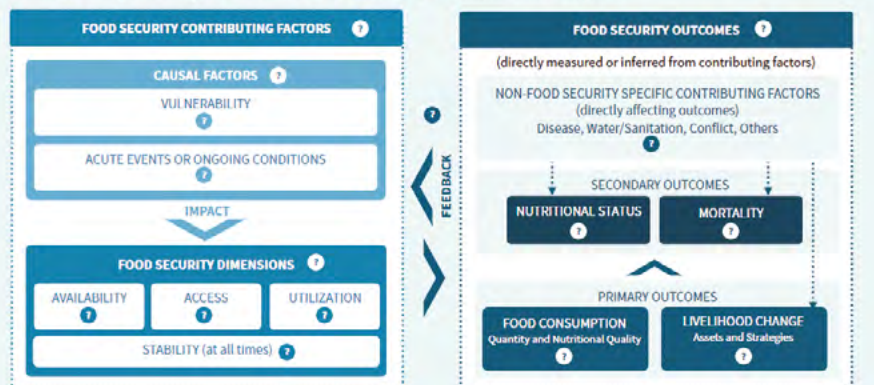 FOOD SECURITY CONTRIBUTING FACTORS ?
CAUSAL FACTORS ?
VULNERABILITY
?
ACUTE EVENTS OR ONGOING CONDITIONS
?
IMPACT
FOOD SECURITY DIMENSIONS ?
AVAILABILITY
?
ACCESS
?
UTILIZATION
?
STABILITY (at all times) ?
?
FEEDBACK
FOOD SECURITY OUTCOMES ?
(directly measured or inferred from contributing factors)
NON-FOOD SECURITY SPECIFIC CONTRIBUTING FACTORS
(directly affecting outcomes)
Disease, Water/Sanitation, Conflict, Others
?
SECONDARY OUTCOMES
NUTRITIONAL STATUS
?
MORTALITY
?
PRIMARY OUTCOMES
FOOD CONSUMPTION
Quantity and Nutritional Quality
?
LIVELIHOOD CHANGE
Assets and Strategies
?